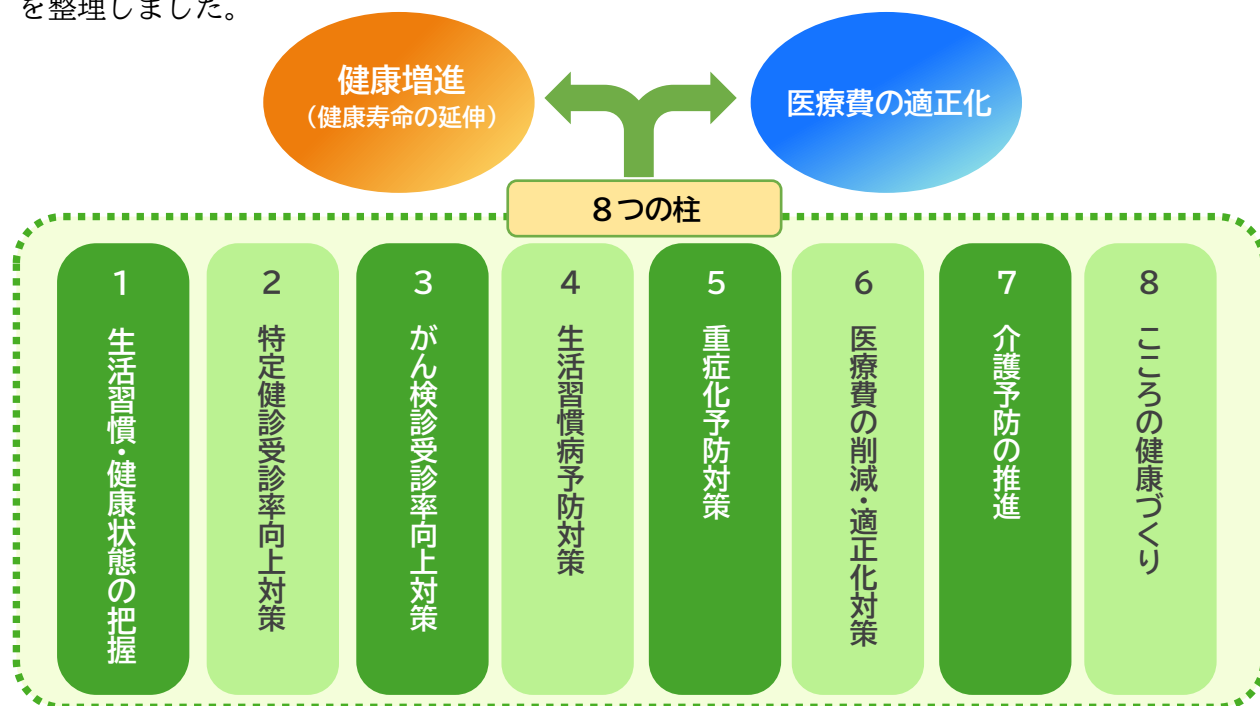 を整理しました。
健康増進
（健康寿命の延伸）
医療費の適正化
８つの柱
１ 生活習慣・健康状態の把握
２ 特定健診受診率向上対策
３ がん検診受診率向上対策
４ 生活習慣病予防対策
５ 重症化予防対策
６ 医療費の削減・適正化対策
７ 介護予防の推進
８ こころの健康づくり